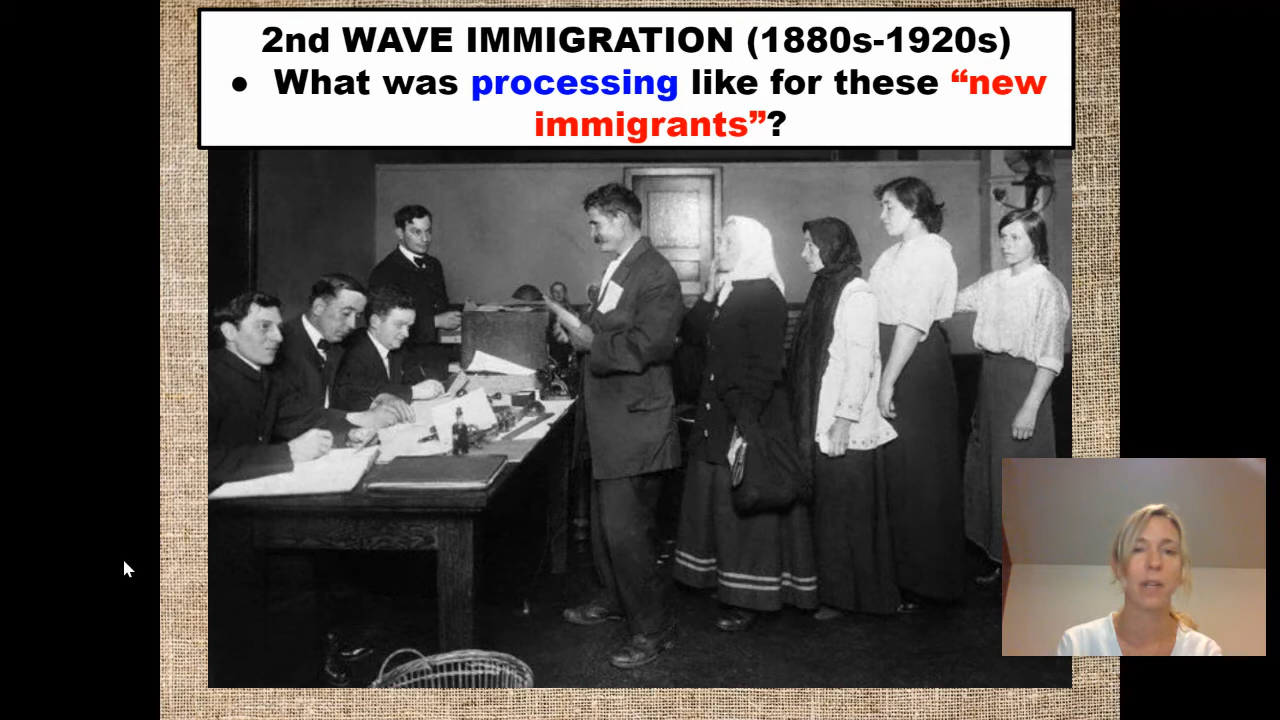 2nd WAVE IMMIGRATION (1880s-1920s)
● What was processing like for these “new
immigrants”?